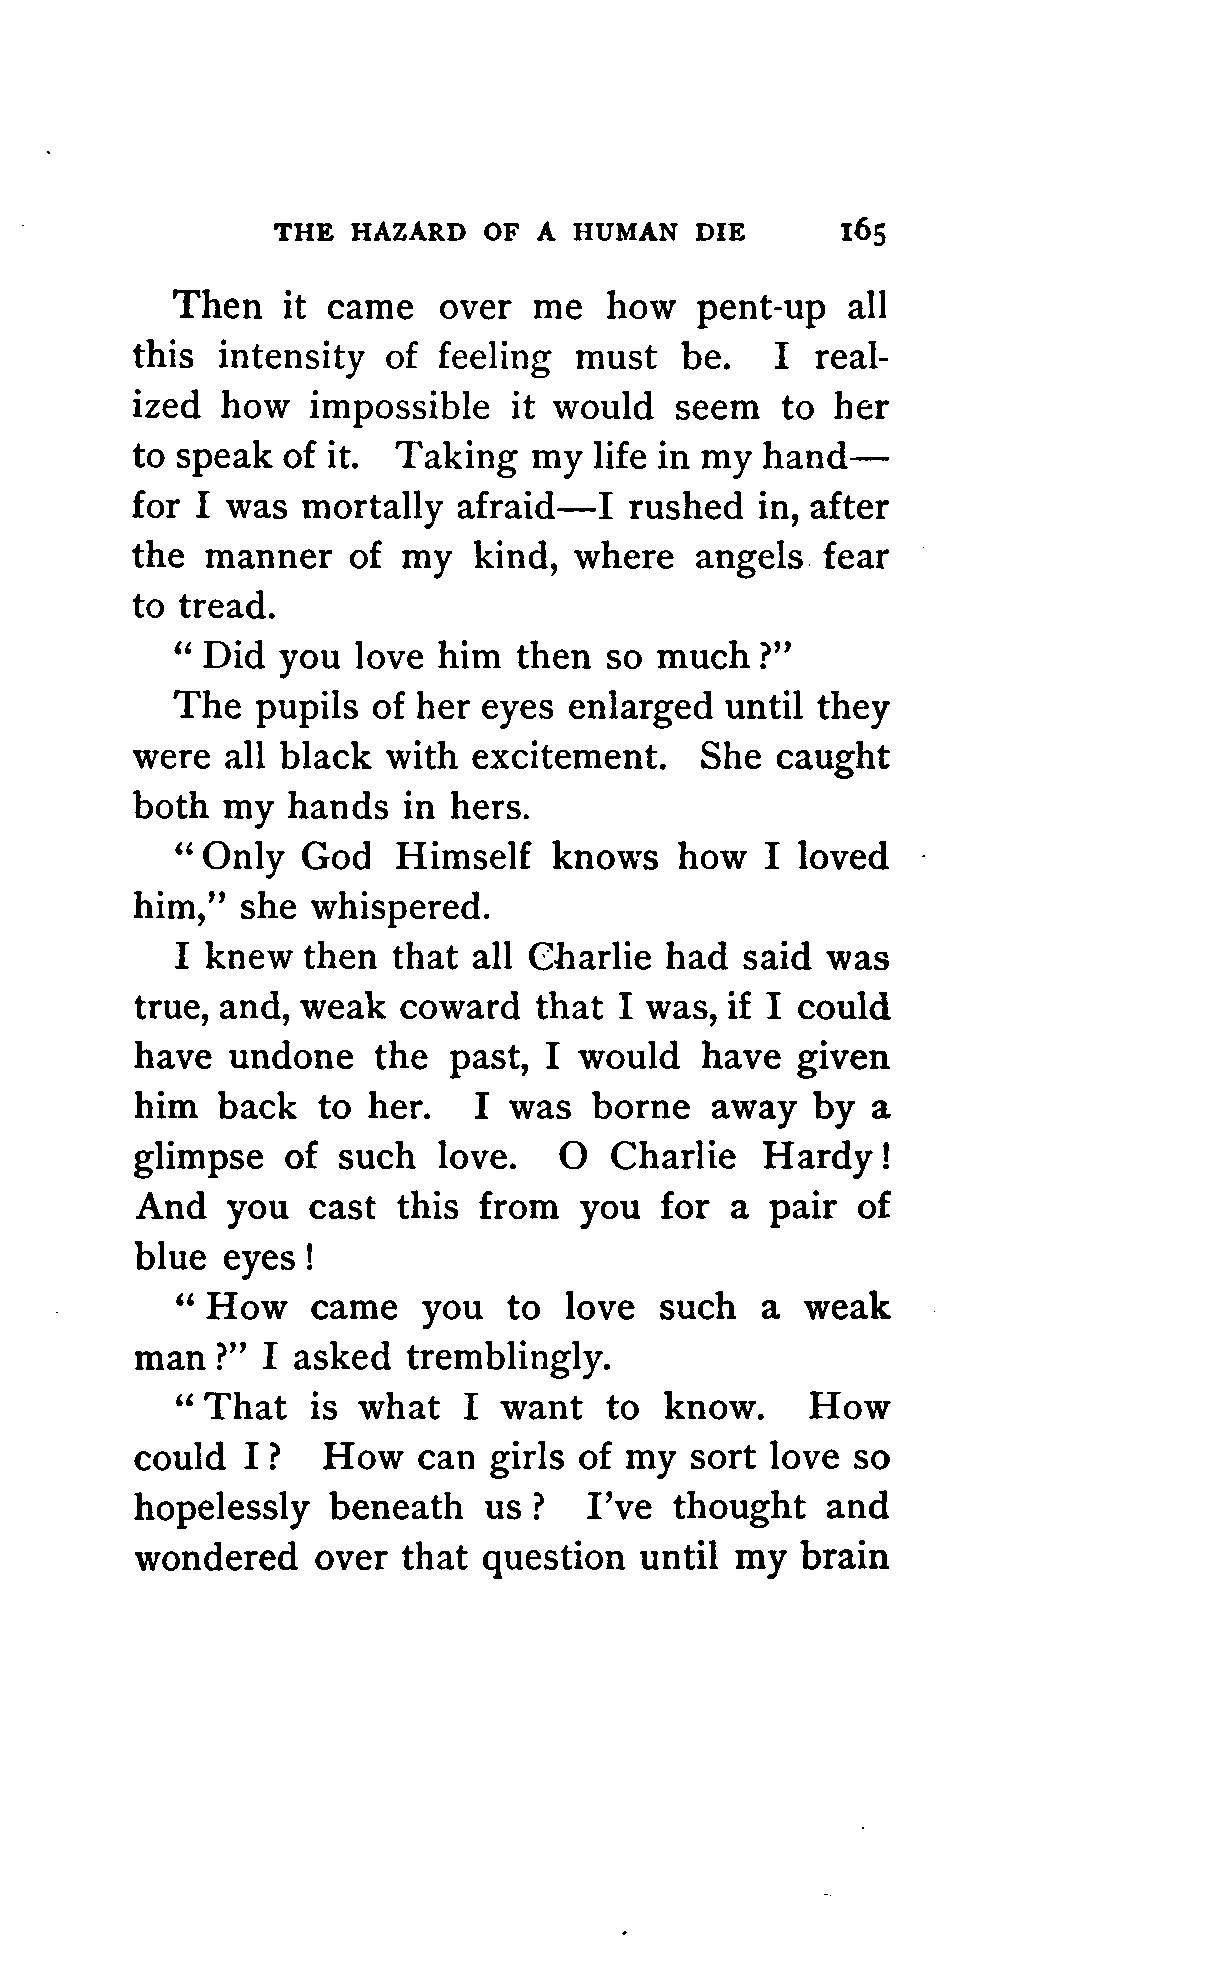 THE HAZARD OF A HUMAN DIE 165
Then it came over me how pent-up all
this intensity of feeling must be. I real-
ized how impossible it would seem to her
to speak of it. Taking my life in my hand—
for I was mortally afraid—I rushed in, after
the manner of my kind, where angels fear
to tread.
“ Did you love him then so much ?”
The pupils of her eyes enlarged until they
were all black with excitement. She caught
both my hands in hers.
“ Only God Himself knows how I loved
him,” she whispered.
I knew then that all Charlie had said was
true, and, weak coward that I was, if I could
have undone the past, I would have given
him back to her. I was borne away by a
glimpse of such love. O Charlie Hardy !
And you cast this from you for a pair of
blue eyes !
“ How came you to love such a weak
man ?” I asked tremblingly.
“ That is what I want to know. How
could I ? How can girls of my sort love so
hopelessly beneath us ? I’ve thought and
wondered over that question until my brain